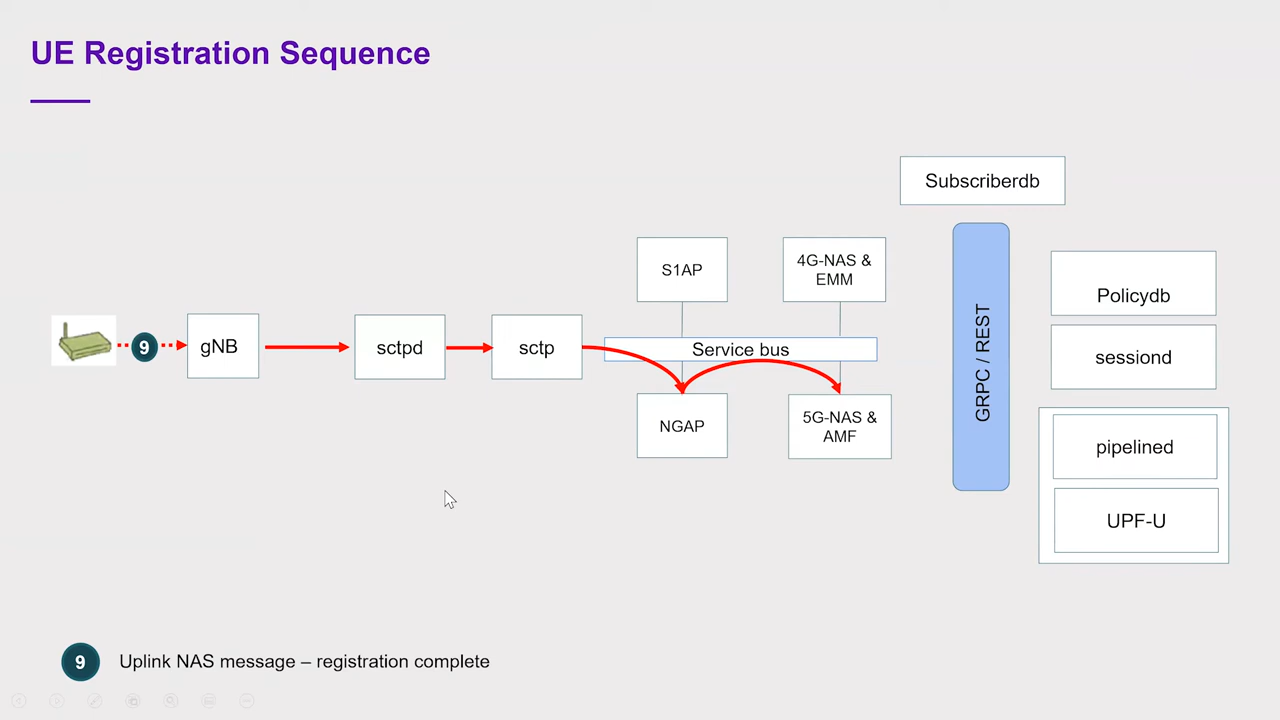 UE Registration Sequence
Subscriberdb
S1AP
4G-NAS &
EMM
Policydb
9
gNB
sctpd
sctp
Service bus
GRPC / REST
sessiond
NGAP
5G-NAS &
AMF
pipelined
UPF-U
9
Uplink NAS message – registration complete